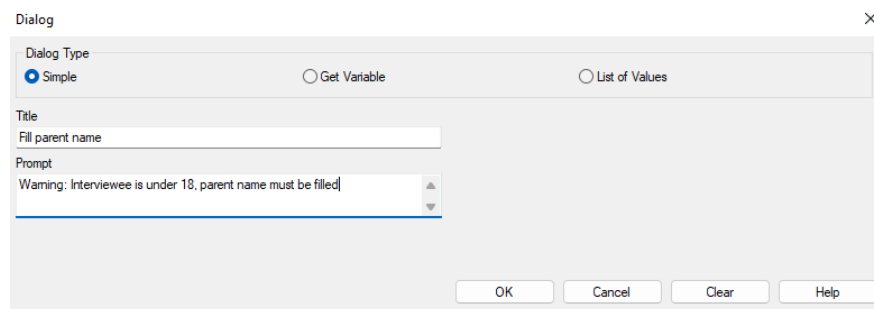 Dialog
Dialog Type
Simple
Get Variable
List of Values
Title
Fill parent name
Prompt
Warning: Interviewee is under 18, parent name must be filled
OK
Cancel
Clear
Help